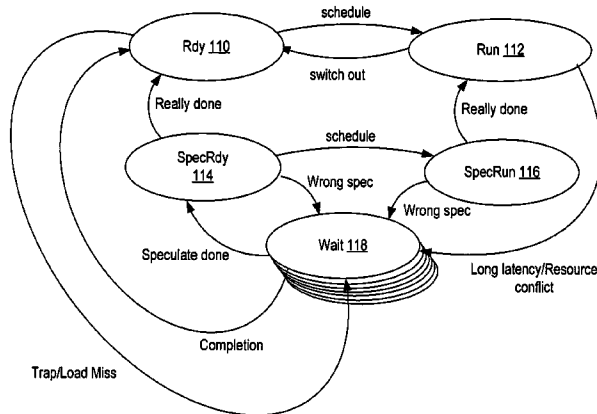 schedule
Rdy 110
Run 112
switch out
Really done
Really done
schedule
SpecRdy
114
SpecRun 116
Wrong spec
Wrong spec
Wait 118
Speculate done
Long latency/Resource
conflict
Completion
Trap/Load Miss